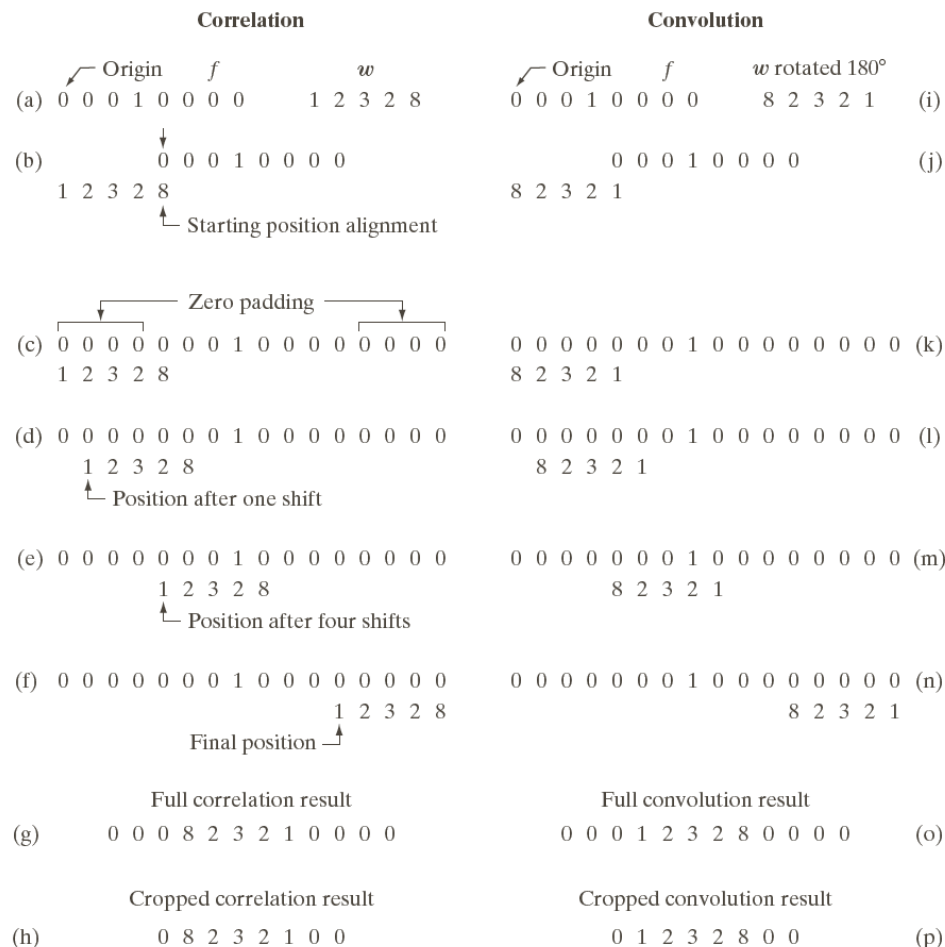 Correlation Convolution
Origin f w Origin f w rotated 180°
(a) 0 0 0 1 0 0 0 0 1 2 3 2 8 0 0 0 1 0 0 0 0 8 2 3 2 1 (i)
(b) 0 0 0 1 0 0 0 0 0 0 0 1 0 0 0 0 (j)
1 2 3 2 8 8 2 3 2 1
Starting position alignment
Zero padding
(c) 0 0 0 0 0 0 0 1 0 0 0 0 0 0 0 0 0 0 0 0 0 0 0 1 0 0 0 0 0 0 0 0 (k)
1 2 3 2 8 8 2 3 2 1
(d) 0 0 0 0 0 0 0 1 0 0 0 0 0 0 0 0 0 0 0 0 0 0 0 1 0 0 0 0 0 0 0 0 (l)
1 2 3 2 8 8 2 3 2 1
Position after one shift
(e) 0 0 0 0 0 0 0 1 0 0 0 0 0 0 0 0 0 0 0 0 0 0 0 1 0 0 0 0 0 0 0 0 (m)
1 2 3 2 8 8 2 3 2 1
Position after four shifts
(f) 0 0 0 0 0 0 0 1 0 0 0 0 0 0 0 0 0 0 0 0 0 0 0 1 0 0 0 0 0 0 0 0 (n)
1 2 3 2 8 8 2 3 2 1
Final position
Full correlation result Full convolution result
(g) 0 0 0 8 2 3 2 1 0 0 0 0 0 0 0 1 2 3 2 8 0 0 0 0 (o)
Cropped correlation result Cropped convolution result
(h) 0 8 2 3 2 1 0 0 0 1 2 3 2 8 0 0 (p)